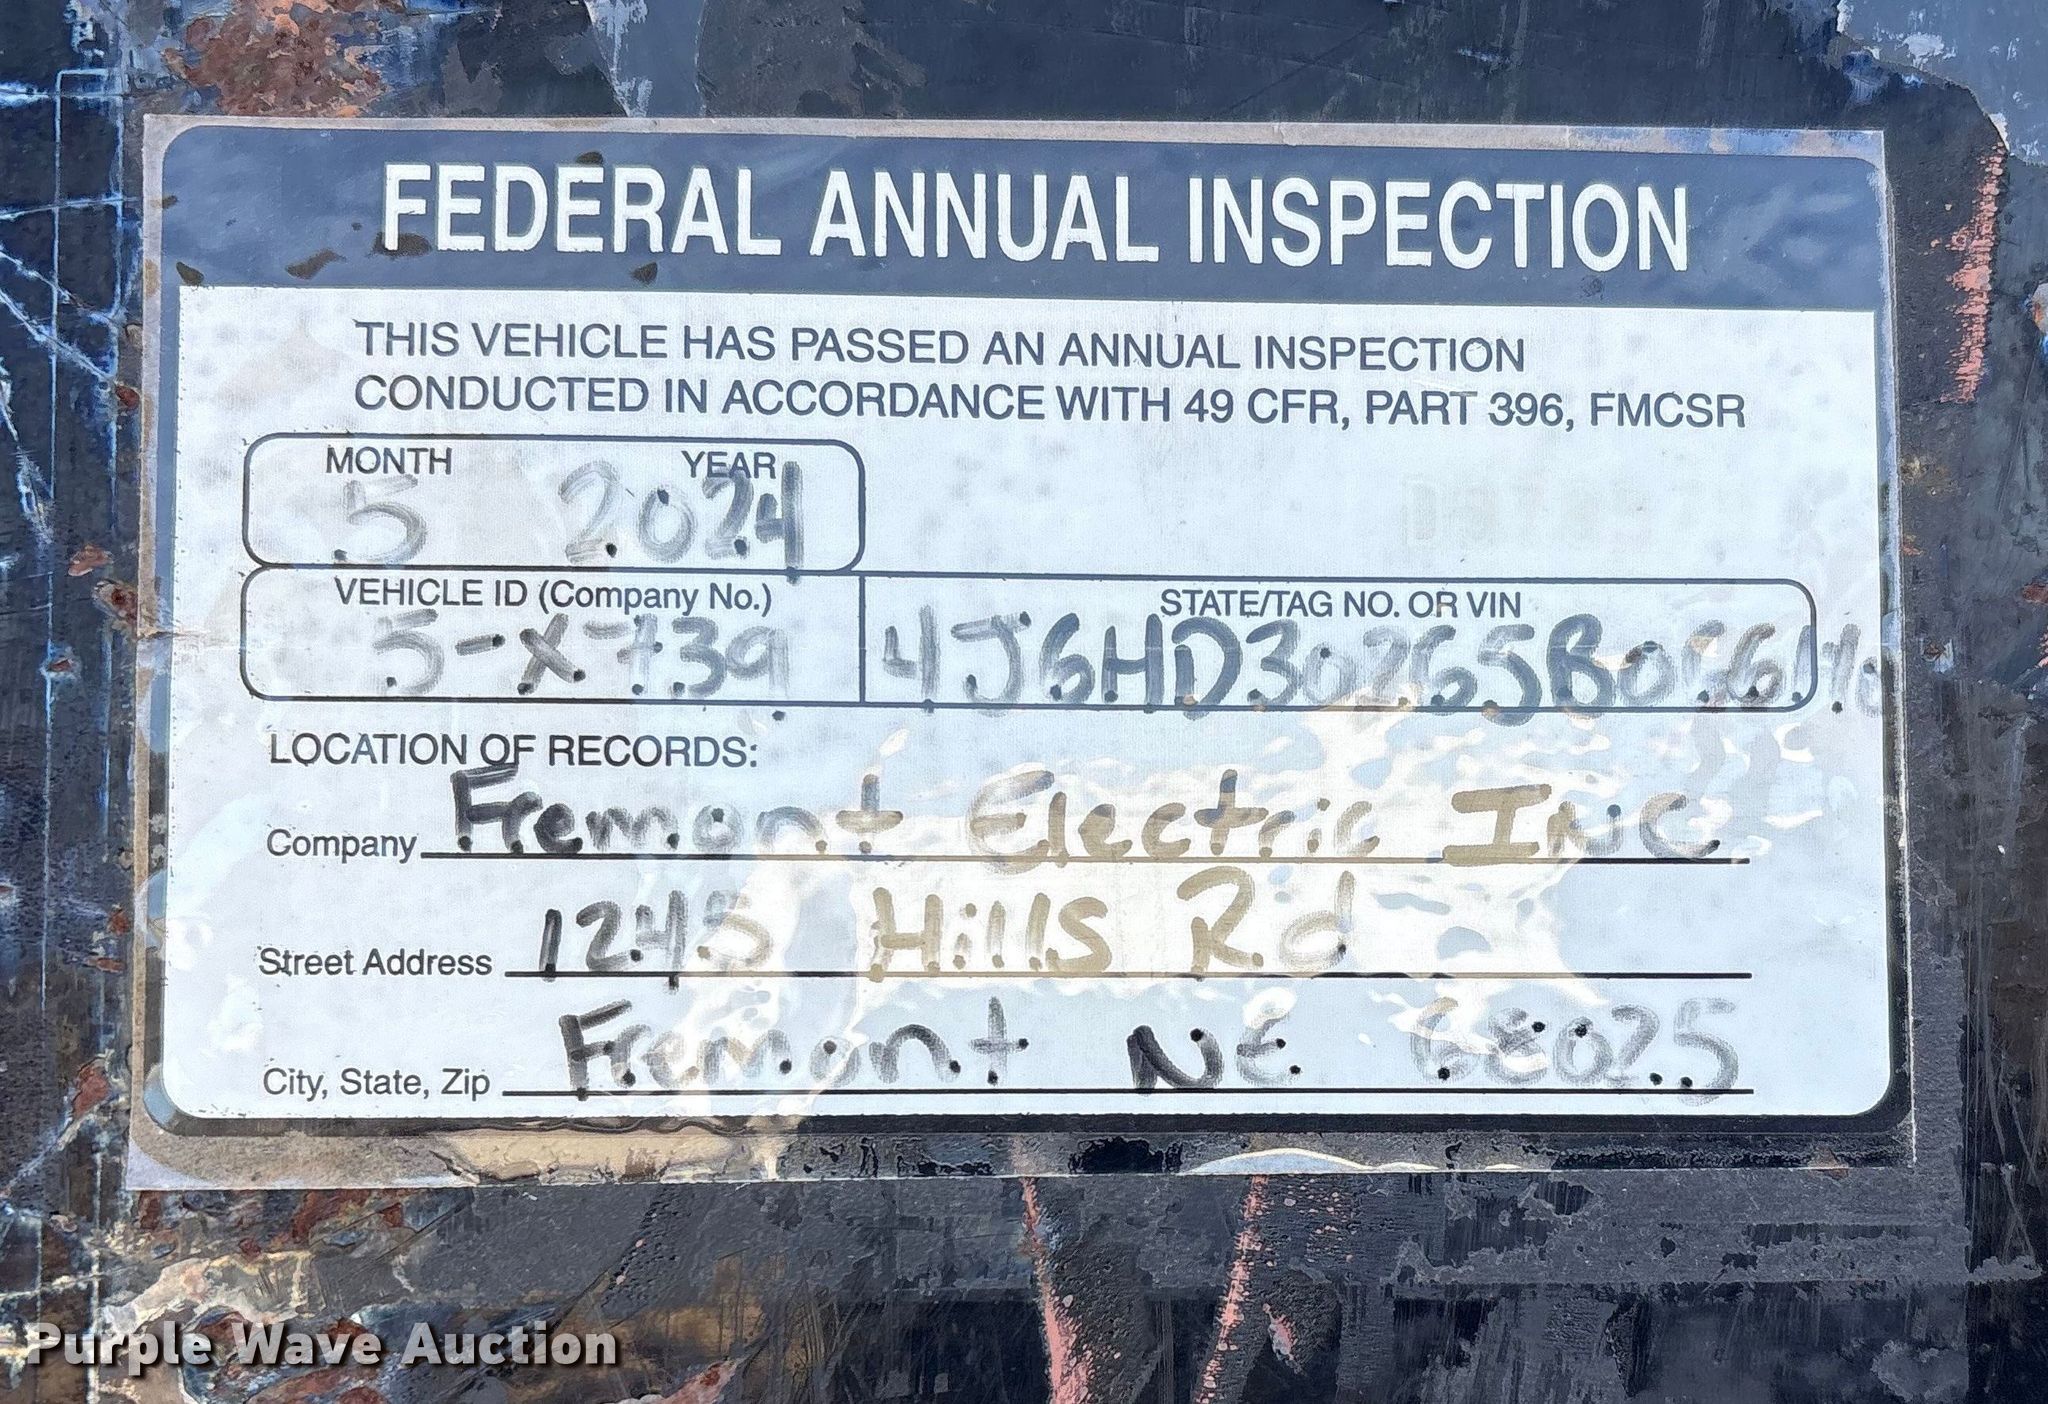 FEDERAL ANNUAL INSPECTION
THIS VEHICLE HAS PASSED AN ANNUAL INSPECTION
CONDUCTED IN ACCORDANCE WITH 49 CFR, PART 396, FMCSR
MONTH YEAR
5 2024
VEHICLE ID (Company No.) STATE/TAG NO. OR VIN
5-X-739
LOCATION OF RECORDS:
Company Fremont Electric Inc
Street Address 1245 Hills Rd
City, State, Zip Fremont NE 68025
Purple Wave Auction